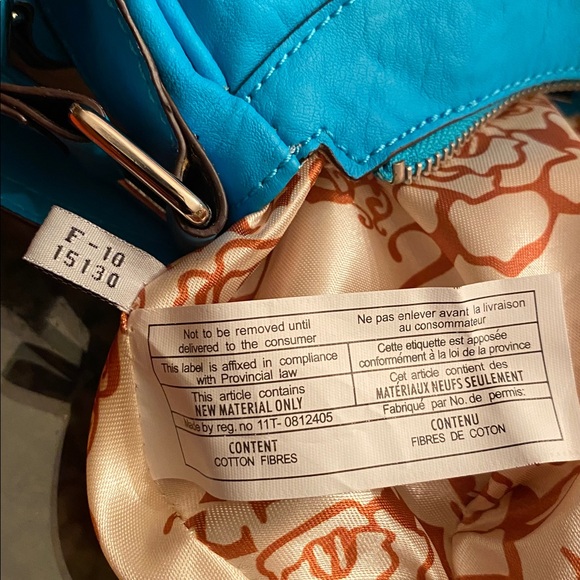 F-10
15130
Not to be removed until
delivered to the consumer
Ne pas enlever avant la livraison
au consommateur
This label is affixed in compliance
with Provincial law
Cette etiquette est apposée
conformément à la loi de la province
This article contains
NEW MATERIAL ONLY
Cet article contient des
MATÉRIAUX NEUFS SEULEMENT
Made by reg. no 11T- 0812405
Fabriqué par No. de permis:
CONTENT
COTTON FIBRES
CONTENU
FIBRES DE COTON